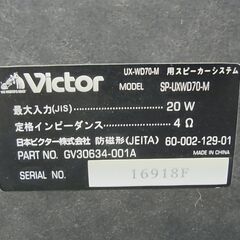 Victor
UX-WD70-M 用スピーカーシステム
MODEL SP-UXWD70-M
最大入力(JIS) 20 W
定格インピーダンス 4 Ω
日本ビクター株式会社 防磁形(JEITA) 60-002-129-01
PART NO. GV30634-001A
SERIAL NO. 16918F